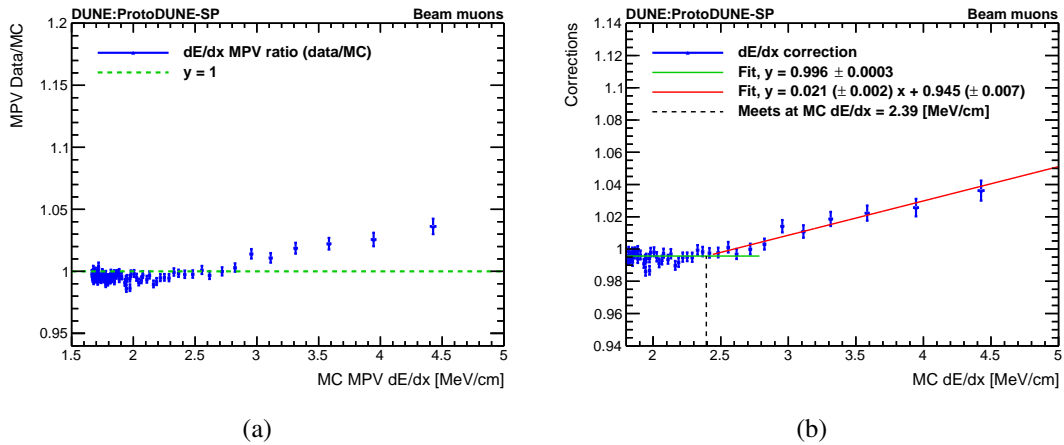 DUNE:ProtoDUNE-SP Beam muons
MPV Data/MC
1.2
1.15
1.1
1.05
1
0.95
dE/dx MPV ratio (data/MC)
y = 1
1.5 2 2.5 3 3.5 4 4.5 5
MC MPV dE/dx [MeV/cm]
(a)
DUNE:ProtoDUNE-SP Beam muons
Corrections
1.14
1.12
1.1
1.08
1.06
1.04
1.02
1
0.98
0.96
0.94
dE/dx correction
Fit, y = 0.996 ± 0.0003
Fit, y = 0.021 (± 0.002) x + 0.945 (± 0.007)
Meets at MC dE/dx = 2.39 [MeV/cm]
2 2.5 3 3.5 4 4.5 5
MC dE/dx [MeV/cm]
(b)